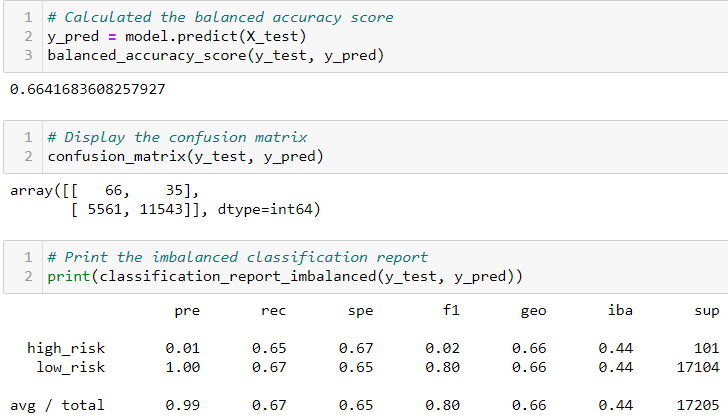 1 # Calculated the balanced accuracy score
2 y_pred = model.predict(X_test)
3 balanced_accuracy_score(y_test, y_pred)
0.6641683608257927
1 # Display the confusion matrix
2 confusion_matrix(y_test, y_pred)
array([[   66,    35],
       [ 5561, 11543]], dtype=int64)
1 # Print the imbalanced classification report
2 print(classification_report_imbalanced(y_test, y_pred))
pre rec spe f1 geo iba sup
high_risk 0.01 0.65 0.67 0.02 0.66 0.44 101
low_risk 1.00 0.67 0.65 0.80 0.66 0.44 17104
avg / total 0.99 0.67 0.65 0.80 0.66 0.44 17205